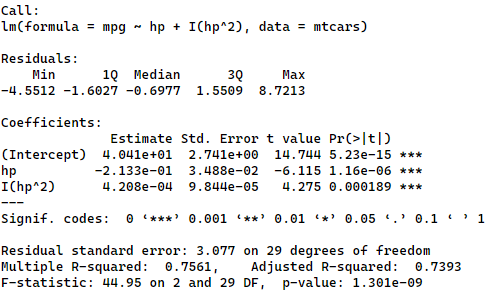 Call:
lm(formula = mpg ~ hp + I(hp^2), data = mtcars)

Residuals:
    Min      1Q  Median      3Q     Max
-4.5512 -1.6027 -0.6977  1.5509  8.7213

Coefficients:
              Estimate Std. Error t value Pr(>|t|)
(Intercept)  4.041e+01  2.741e+00  14.744 5.23e-15 ***
hp          -2.133e-01  3.488e-02  -6.115 1.16e-06 ***
I(hp^2)      4.208e-04  9.844e-05   4.275 0.000189 ***
---
Signif. codes:  0 ‘***’ 0.001 ‘**’ 0.01 ‘*’ 0.05 ‘.’ 0.1 ‘ ’ 1

Residual standard error: 3.077 on 29 degrees of freedom
Multiple R-squared:  0.7561,    Adjusted R-squared:  0.7393
F-statistic: 44.95 on 2 and 29 DF,  p-value: 1.301e-09